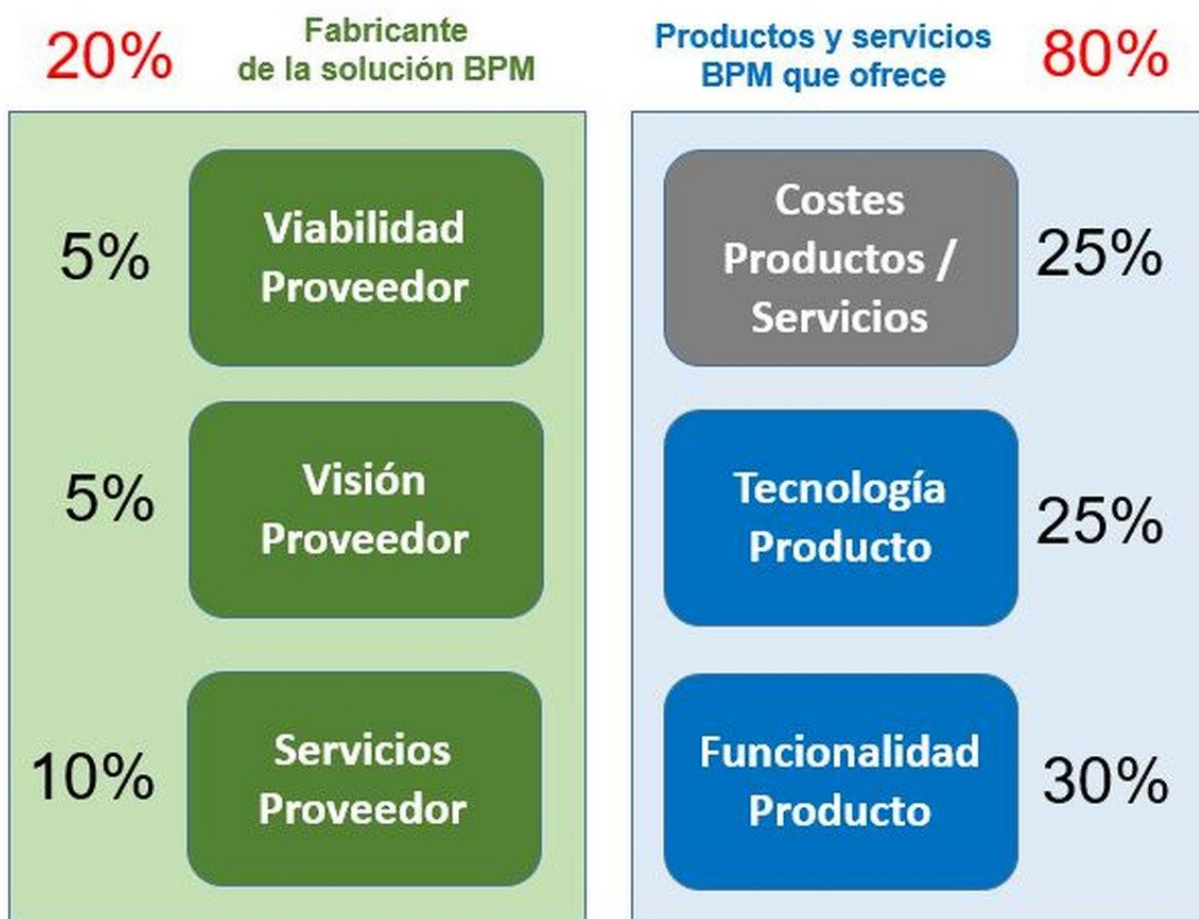 20%
Fabricante
de la solución BPM
Productos y servicios
BPM que ofrece
80%
5%
Viabilidad
Proveedor
Costes
Productos /
Servicios
25%
5%
Visión
Proveedor
Tecnología
Producto
25%
10%
Servicios
Proveedor
Funcionalidad
Producto
30%